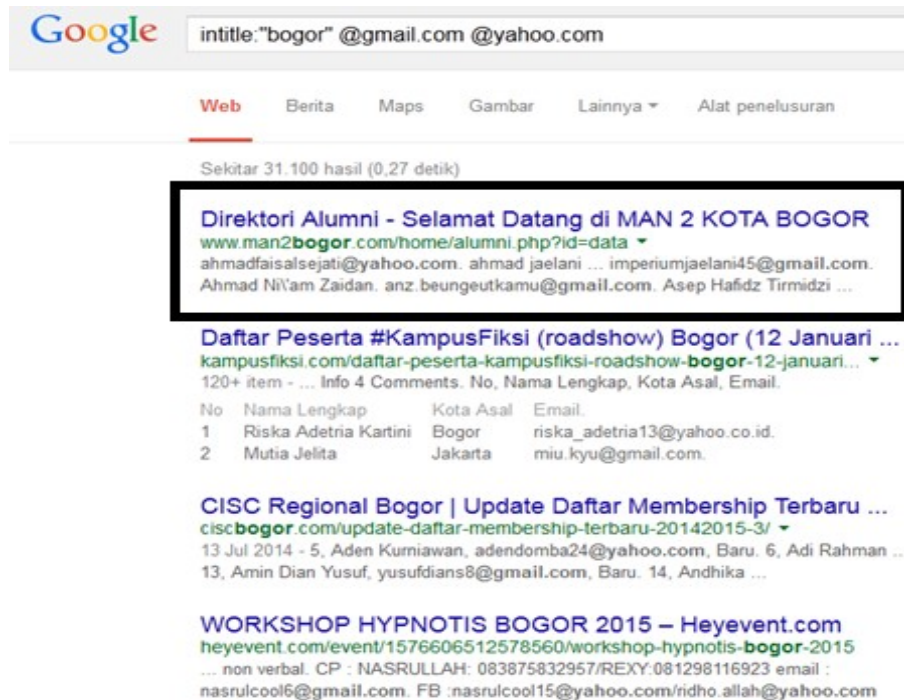 Google
intitle:"bogor" @gmail.com @yahoo.com
Web Berita Maps Gambar Lainnya Alat penelusuran
Sekitar 31.100 hasil (0,27 detik)
Direktori Alumni - Selamat Datang di MAN 2 KOTA BOGOR
www.man2bogor.com/home/alumni.php?id=data
ahmadfaisalsejati@yahoo.com. ahmad jaelani ... imperiumjaelani45@gmail.com.
Ahmad Ni\'am Zaidan. anz.beungeutkamu@gmail.com. Asep Hafidz Tirmidzi ...
Daftar Peserta #KampusFiksi (roadshow) Bogor (12 Januari ...
kampusfiksi.com/daftar-peserta-kampusfiksi-roadshow-bogor-12-januari...
120+ item - ... Info 4 Comments. No, Nama Lengkap, Kota Asal, Email.
No Nama Lengkap Kota Asal Email.
1 Riska Adetria Kartini Bogor riska_adetria13@yahoo.co.id.
2 Mutia Jelita Jakarta miu.kyu@gmail.com.
CISC Regional Bogor | Update Daftar Membership Terbaru ...
ciscbogor.com/update-daftar-membership-terbaru-20142015-3/
13 Jul 2014 - 5, Aden Kurniawan, adendomba24@yahoo.com, Baru. 6, Adi Rahman ...
13, Amin Dian Yusuf, yusufdians8@gmail.com, Baru. 14, Andhika ...
WORKSHOP HYPNOTIS BOGOR 2015 – Heyevent.com
heyevent.com/event/1576606512578560/workshop-hypnotis-bogor-2015
... non verbal. CP : NASRULLAH: 083875832957/REXY:081298116923 email :
nasrulcool6@gmail.com. FB :nasrulcool15@yahoo.com/ridho.allah@yahoo.com